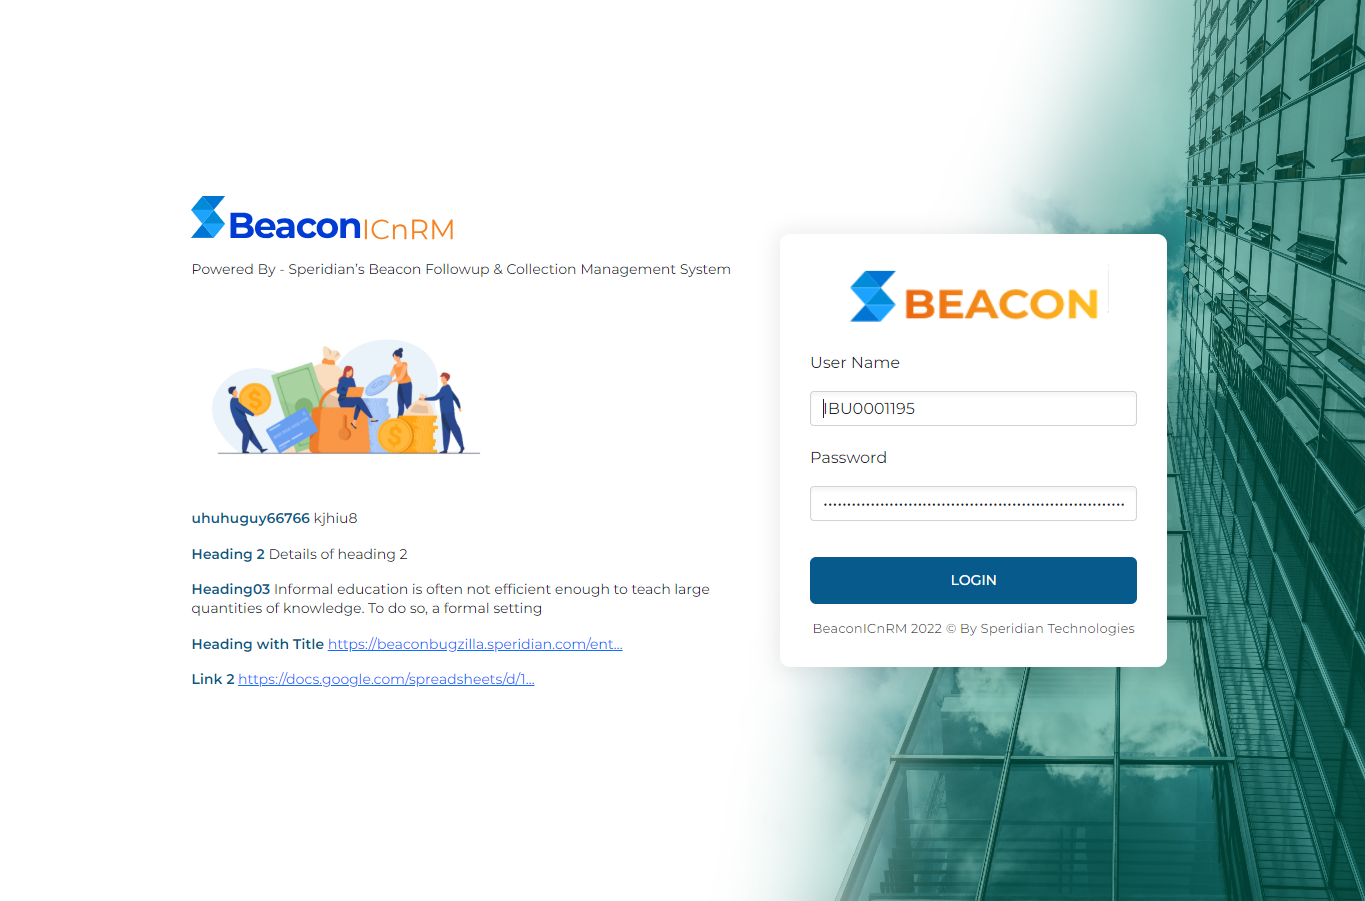 BeaconICnRM
Powered By - Speridian’s Beacon Followup & Collection Management System
uhuhuguy66766 kjhiu8
Heading 2 Details of heading 2
Heading03 Informal education is often not efficient enough to teach large
quantities of knowledge. To do so, a formal setting
Heading with Title https://beaconbugzilla.speridian.com/ent...
Link 2 https://docs.google.com/spreadsheets/d/1...
BEACON
User Name
IBU0001195
Password
LOGIN
BeaconICnRM 2022 © By Speridian Technologies